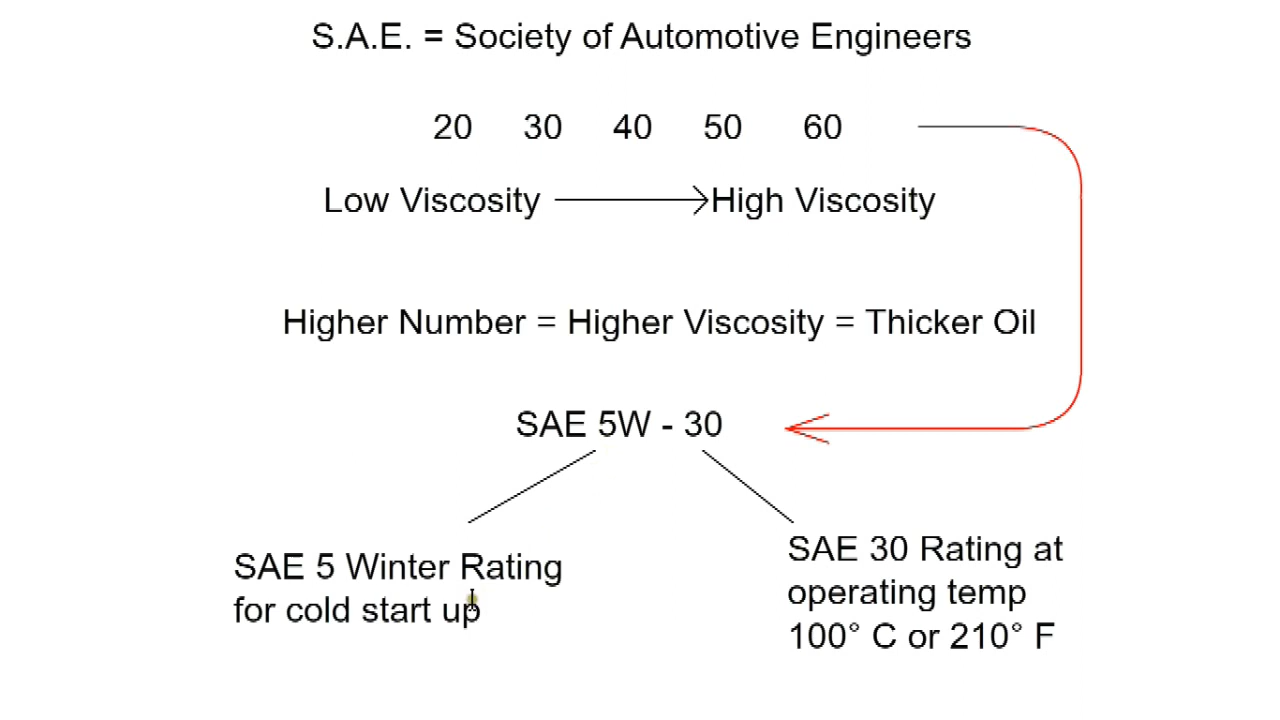 S.A.E. = Society of Automotive Engineers
20 30 40 50 60
Low Viscosity High Viscosity
Higher Number = Higher Viscosity = Thicker Oil
SAE 5W - 30
SAE 5 Winter Rating
for cold start up
SAE 30 Rating at
operating temp
100° C or 210° F